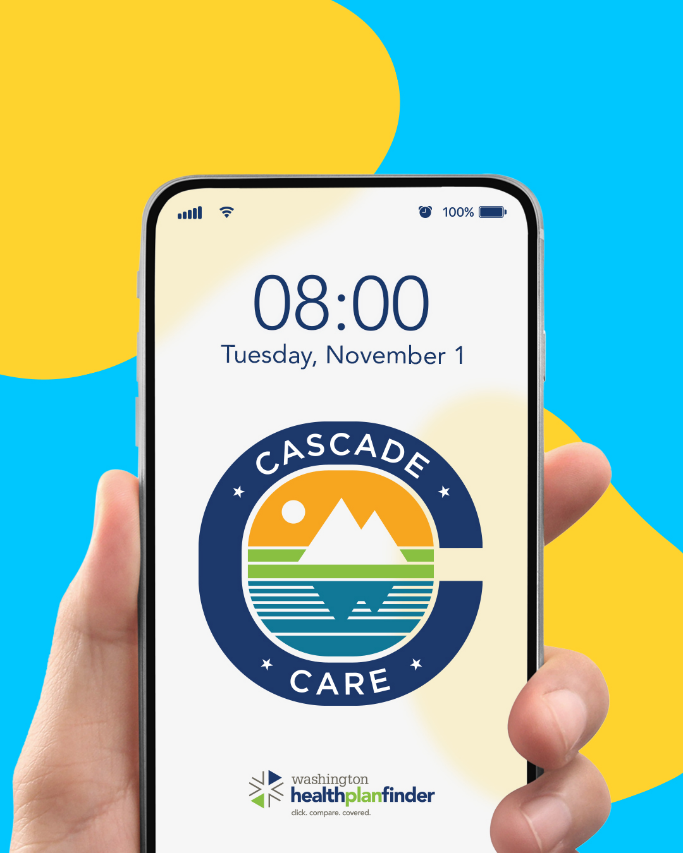 100%
08:00
Tuesday, November 1
CASCADE
CARE
washington
healthplanfinder
click. compare. covered.